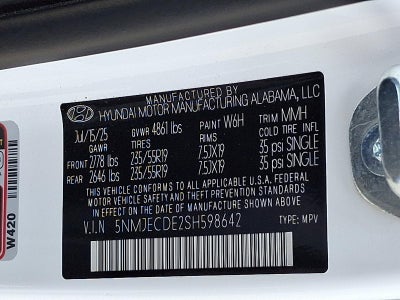 MANUFACTURED BY
HYUNDAI MOTOR MANUFACTURING ALABAMA, LLC
Jul/15/25 GVWR 4861 lbs PAINT W6H TRIM MMH
GAWR TIRES RIMS COLD TIRE INFL
FRONT 2778 lbs 235/55R19 7.5JX19 35 psi SINGLE
REAR 2646 lbs 235/55R19 7.5JX19 35 psi SINGLE
THIS VEHICLE CONFORMS TO ALL APPLICABLE U.S.A. FEDERAL
MOTOR VEHICLE SAFETY AND THEFT PREVENTION STANDARDS
IN EFFECT ON THE DATE OF MANUFACTURE SHOWN ABOVE
V.I.N 5NMJECDE2SH598642 TYPE: MPV
W420